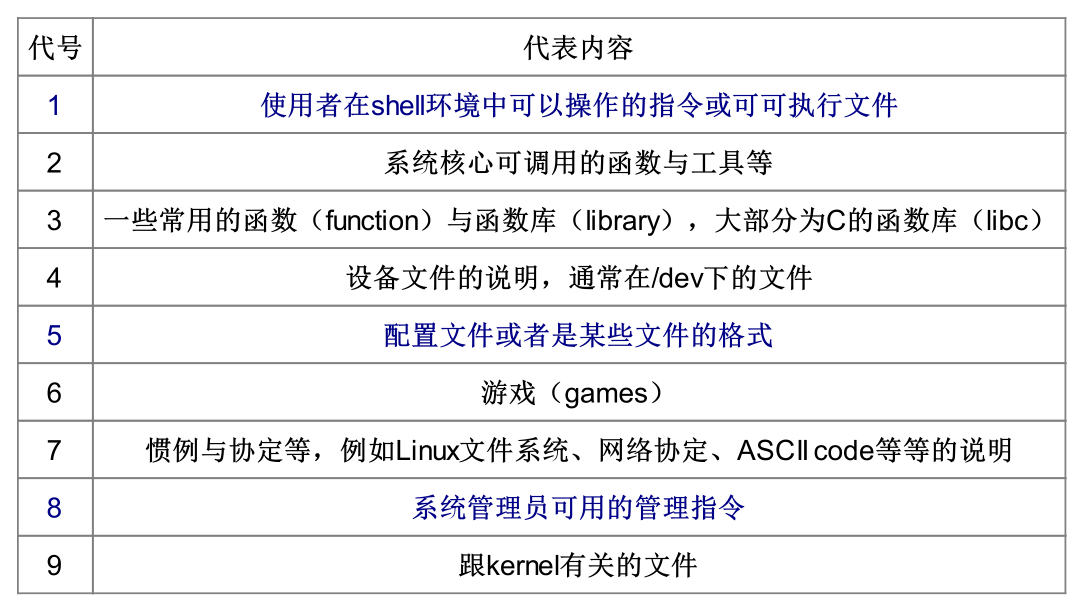 代号 代表内容
1 使用者在shell环境中可以操作的指令或可可执行文件
2 系统核心可调用的函数与工具等
3 一些常用的函数（function）与函数库（library），大部分为C的函数库（libc）
4 设备文件的说明，通常在/dev下的文件
5 配置文件或者是某些文件的格式
6 游戏（games）
7 惯例与协定等，例如Linux文件系统、网络协定、ASCII code等等的说明
8 系统管理员可用的管理指令
9 跟kernel有关的文件